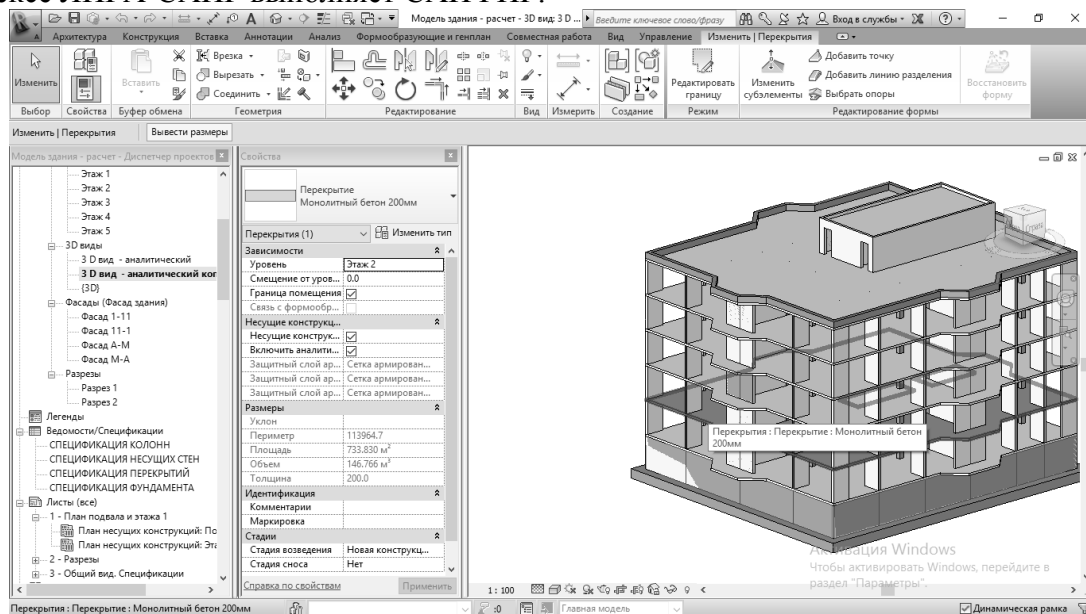 ексе ЛИРА-САПР выполняет САПР АРГ?
Модель здания - расчет - 3D вид: 3 D ...
Введите ключевое слово/фразу
Вход в службы
Архитектура Конструкция Вставка Аннотации Анализ Формообразующие и генплан Совместная работа Вид Управление Изменить | Перекрытия
Изменить
Вставить
Врезка
Вырезать
Соединить
Редактировать границу
Изменить субэлементы
Добавить точку
Добавить линию разделения
Выбрать опоры
Восстановить форму
Выбор Свойства Буфер обмена Геометрия Редактирование Вид Измерить Создание Режим Редактирование формы
Изменить | Перекрытия Вывести размеры
Модель здания - расчет - Диспетчер проектов
Этаж 1
Этаж 2
Этаж 3
Этаж 4
Этаж 5
3D виды
3 D вид - аналитический
3 D вид - аналитический ког
{3D}
Фасады (Фасад здания)
Фасад 1-11
Фасад 11-1
Фасад А-М
Фасад М-А
Разрезы
Разрез 1
Разрез 2
Легенды
Ведомости/Спецификации
СПЕЦИФИКАЦИЯ КОЛОНН
СПЕЦИФИКАЦИЯ НЕСУЩИХ СТЕН
СПЕЦИФИКАЦИЯ ПЕРЕКРЫТИЙ
СПЕЦИФИКАЦИЯ ФУНДАМЕНТА
Листы (все)
1 - План подвала и этажа 1
План несущих конструкций: По
План несущих конструкций: Эта
2 - Разрезы
3 - Общий вид. Спецификации
Свойства
Перекрытие
Монолитный бетон 200мм
Перекрытия (1) Изменить тип
Зависимости
Уровень Этаж 2
Смещение от уров... 0.0
Граница помещения
Связь с формообр...
Несущие конструкц...
Несущие конструк...
Включить аналити...
Защитный слой ар... Сетка армирован...
Защитный слой ар... Сетка армирован...
Защитный слой ар... Сетка армирован...
Размеры
Уклон
Периметр 113964.7
Площадь 733.830 м²
Объем 146.766 м³
Толщина 200.0
Идентификация
Комментарии
Маркировка
Стадии
Стадия возведения Новая конструкц...
Стадия сноса Нет
Справка по свойствам Применить
Перекрытия : Перекрытие : Монолитный бетон
200мм
Активация Windows
Чтобы активировать Windows, перейдите в
раздел "Параметры".
1 : 100
Перекрытия : Перекрытие : Монолитный бетон 200мм
:0
Главная модель
Динамическая рамка